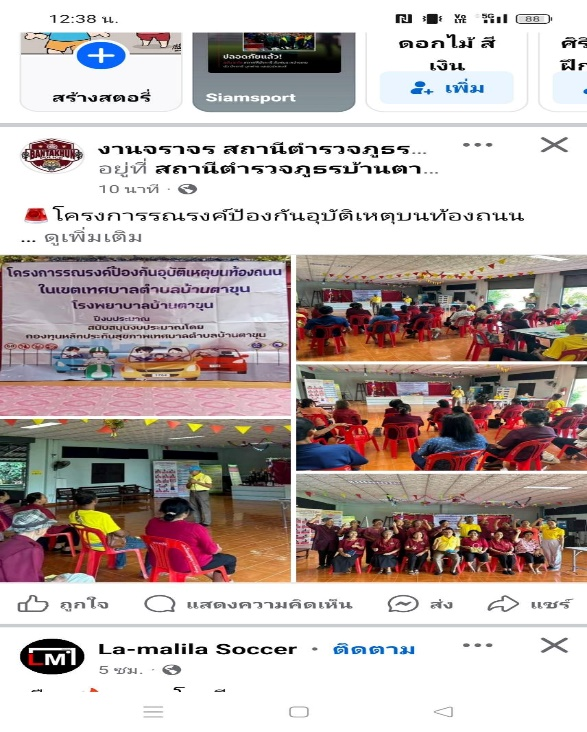 12:38 น.
5G
88
ดอกไม้ สี
เงิน
ปลอดภัยแล้ว!
เพิ่ม
สร้างสตอรี่
Siamsport
งานจราจร สถานีตำรวจภูธร...
อยู่ที่ สถานีตำรวจภูธรบ้านตา...
10 นาที ·
โครงการรณรงค์ป้องกันอุบัติเหตุบนท้องถนน
... ดูเพิ่มเติม
โครงการรณรงค์ป้องกันอุบัติเหตุบนท้องถนน
ในเขตเทศบาลตำบลบ้านตาขุน
โรงพยาบาลบ้านตาขุน
ปีงบประมาณ
สนับสนุนงบประมาณโดย
กองทุนหลักประกันสุขภาพเทศบาลตำบลบ้านตาขุน
ถูกใจ
แสดงความคิดเห็น
ส่ง
แชร์
La-malila Soccer · ติดตาม
5 ชม. ·